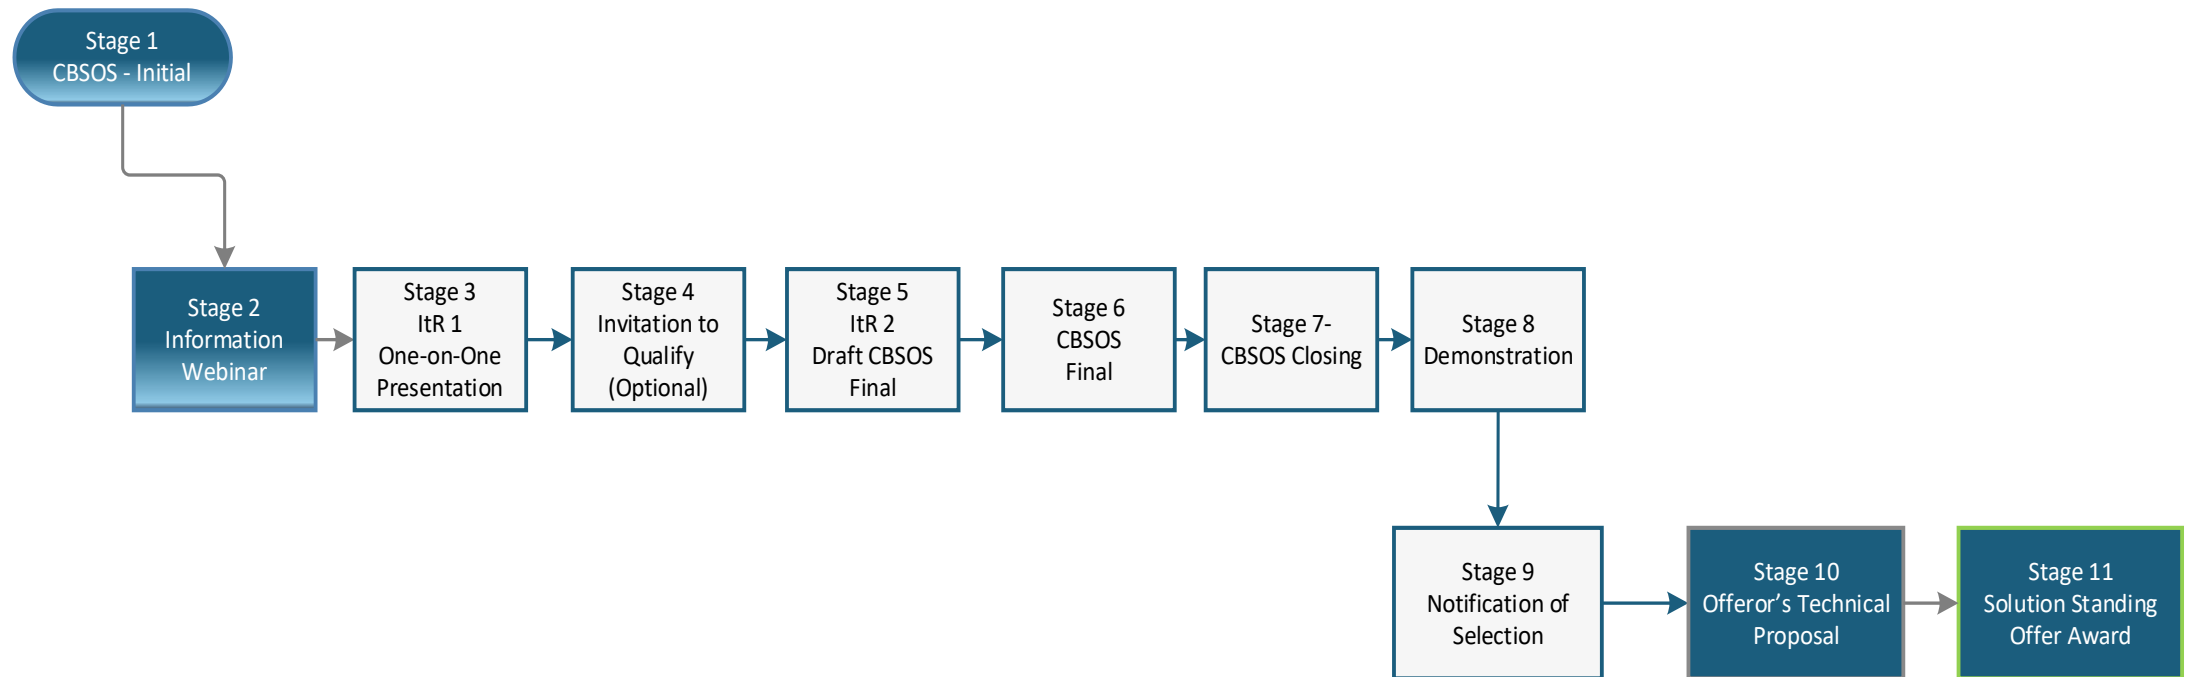 Stage 1
CBSOS - Initial
Stage 2
Information
Webinar
Stage 3
ItR 1
One-on-One
Presentation
Stage 4
Invitation to
Qualify
(Optional)
Stage 5
ItR 2
Draft CBSOS
Final
Stage 6
CBSOS
Final
Stage 7-
CBSOS Closing
Stage 8
Demonstration
Stage 9
Notification of
Selection
Stage 10
Offeror’s Technical
Proposal
Stage 11
Solution Standing
Offer Award